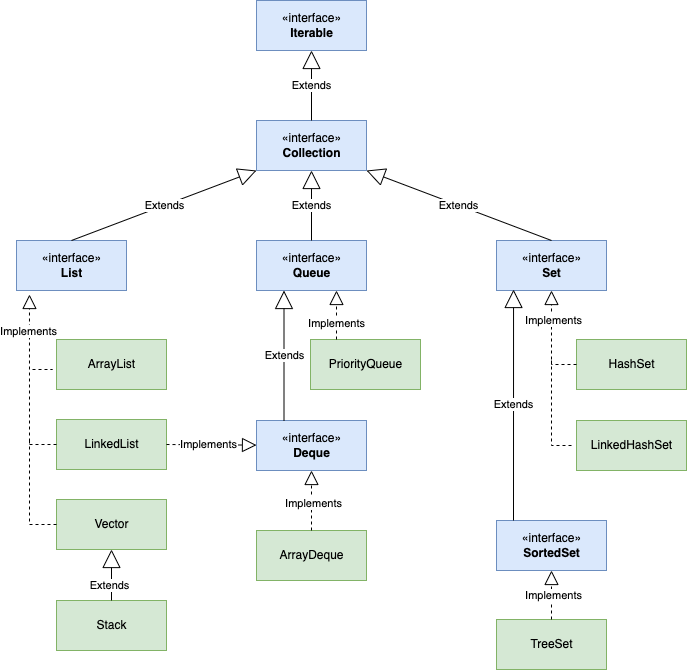 «interface»
Iterable
Extends
«interface»
Collection
Extends
Extends
Extends
«interface»
List
«interface»
Queue
«interface»
Set
Implements
Implements
Implements
ArrayList
Extends
PriorityQueue
HashSet
Extends
LinkedList
Implements
«interface»
Deque
LinkedHashSet
Implements
Vector
ArrayDeque
«interface»
SortedSet
Extends
Implements
Stack
TreeSet